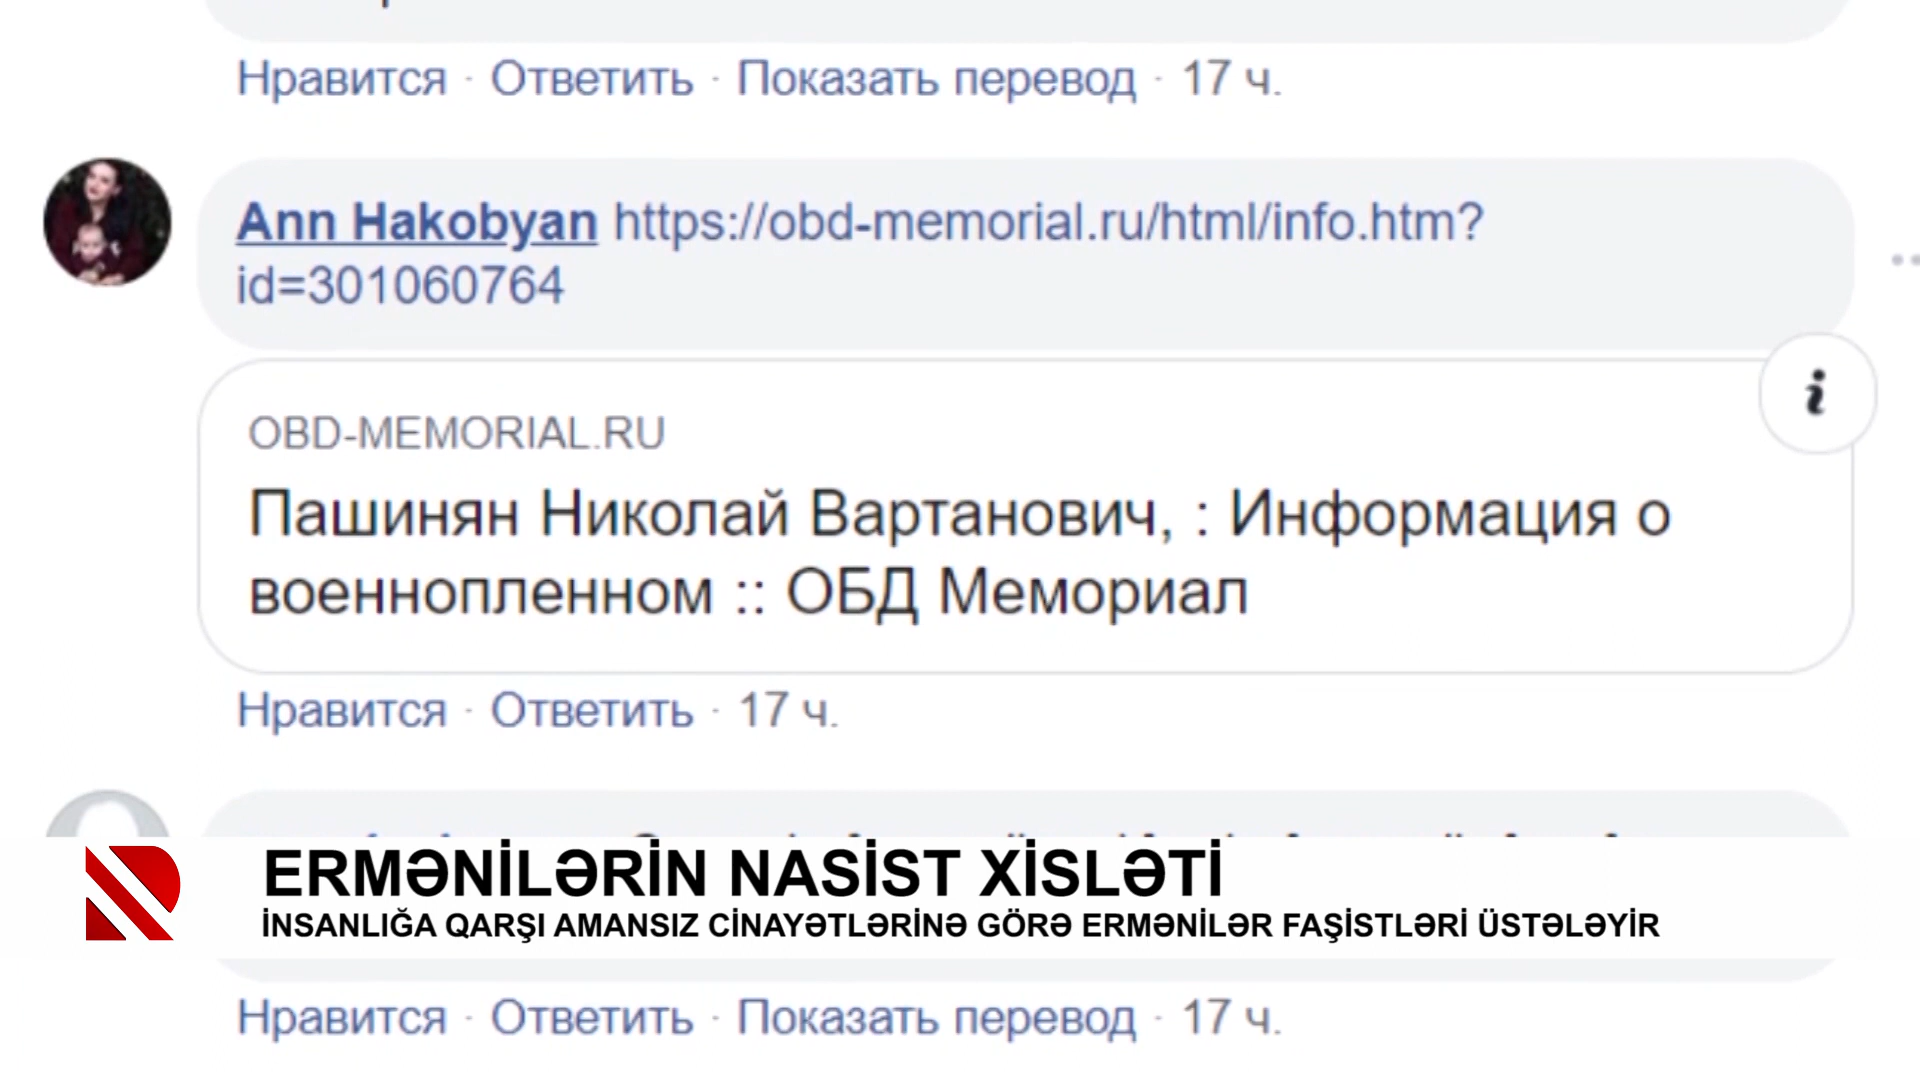 Нравится · Ответить · Показать перевод · 17 ч.
Ann Hakobyan https://obd-memorial.ru/html/info.htm?
id=301060764
OBD-MEMORIAL.RU
Пашинян Николай Вартанович, : Информация о
военнопленном :: ОБД Мемориал
Нравится · Ответить · 17 ч.
ERMƏNİLƏRİN NASİST XİSLƏTİ
İNSANLIĞA QARŞI AMANSIZ CİNAYƏTLƏRİNƏ GÖRƏ ERMƏNİLƏR FAŞİSTLƏRİ ÜSTƏLƏYİR
Нравится · Ответить · Показать перевод · 17 ч.